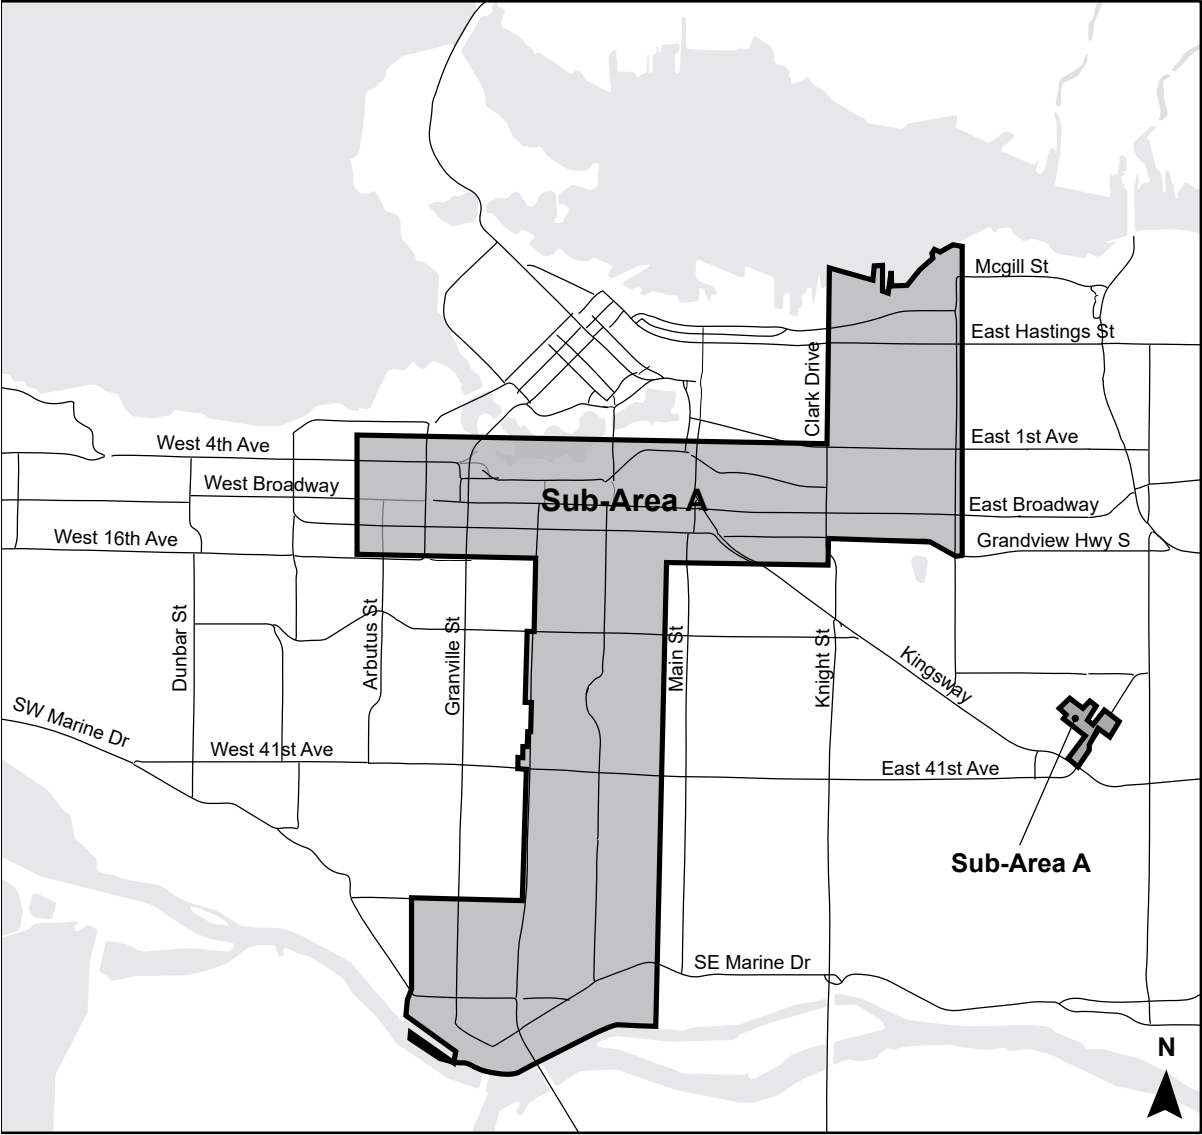 Mcgill St
East Hastings St
Clark Drive
West 4th Ave
East 1st Ave
West Broadway
Sub-Area A
East Broadway
West 16th Ave
Grandview Hwy S
Dunbar St
Arbutus St
Granville St
Main St
Knight St
Kingsway
SW Marine Dr
West 41st Ave
East 41st Ave
Sub-Area A
SE Marine Dr
N